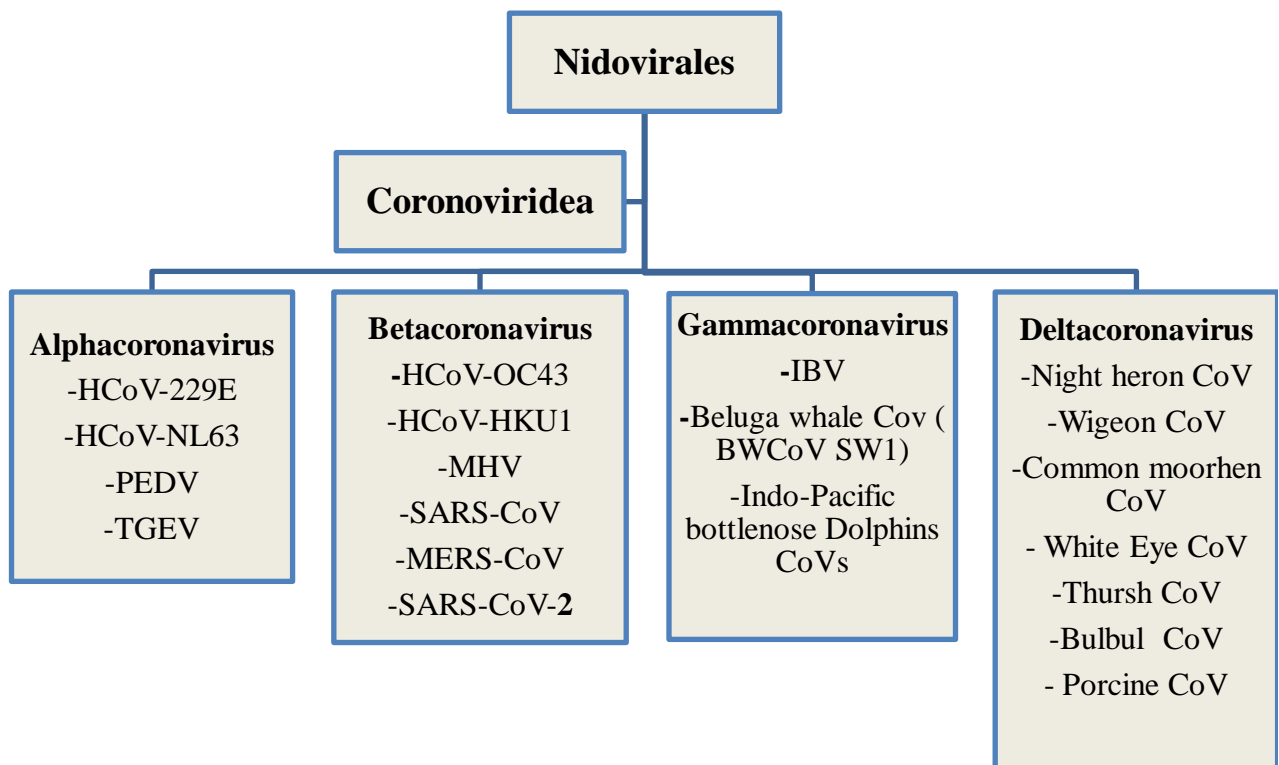 Nidovirales
Coronoviridea
Alphacoronavirus
-HCoV-229E
-HCoV-NL63
-PEDV
-TGEV
Betacoronavirus
-HCoV-OC43
-HCoV-HKU1
-MHV
-SARS-CoV
-MERS-CoV
-SARS-CoV-2
Gammacoronavirus
-IBV
-Beluga whale Cov (
BWCoV SW1)
-Indo-Pacific
bottlenose Dolphins
CoVs
Deltacoronavirus
-Night heron CoV
-Wigeon CoV
-Common moorhen
CoV
- White Eye CoV
-Thursh CoV
-Bulbul  CoV
- Porcine CoV